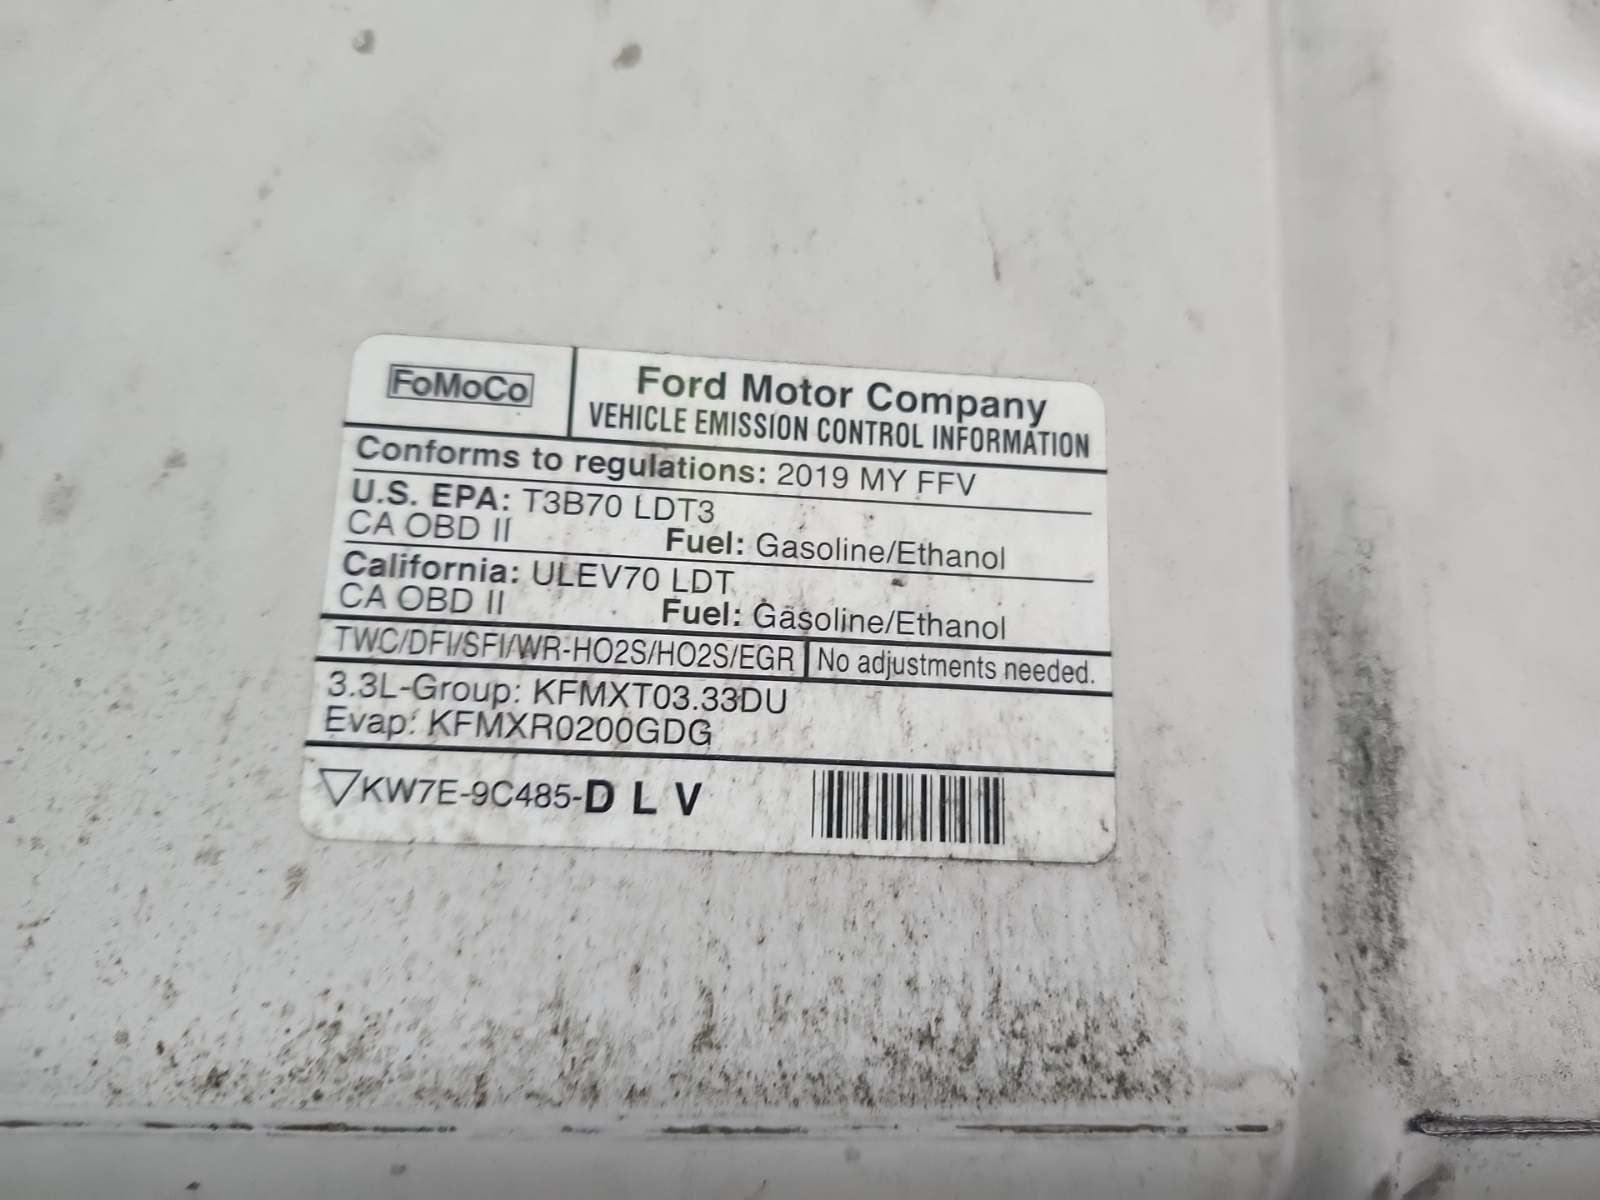 FoMoCo
Ford Motor Company
VEHICLE EMISSION CONTROL INFORMATION
Conforms to regulations: 2019 MY FFV
U.S. EPA: T3B70 LDT3
CA OBD II Fuel: Gasoline/Ethanol
California: ULEV70 LDT
CA OBD II Fuel: Gasoline/Ethanol
TWC/DFI/SFI/WR-HO2S/HO2S/EGR No adjustments needed.
3.3L-Group: KFMXT03.33DU
Evap: KFMXR0200GDG
▽KW7E-9C485-D L V